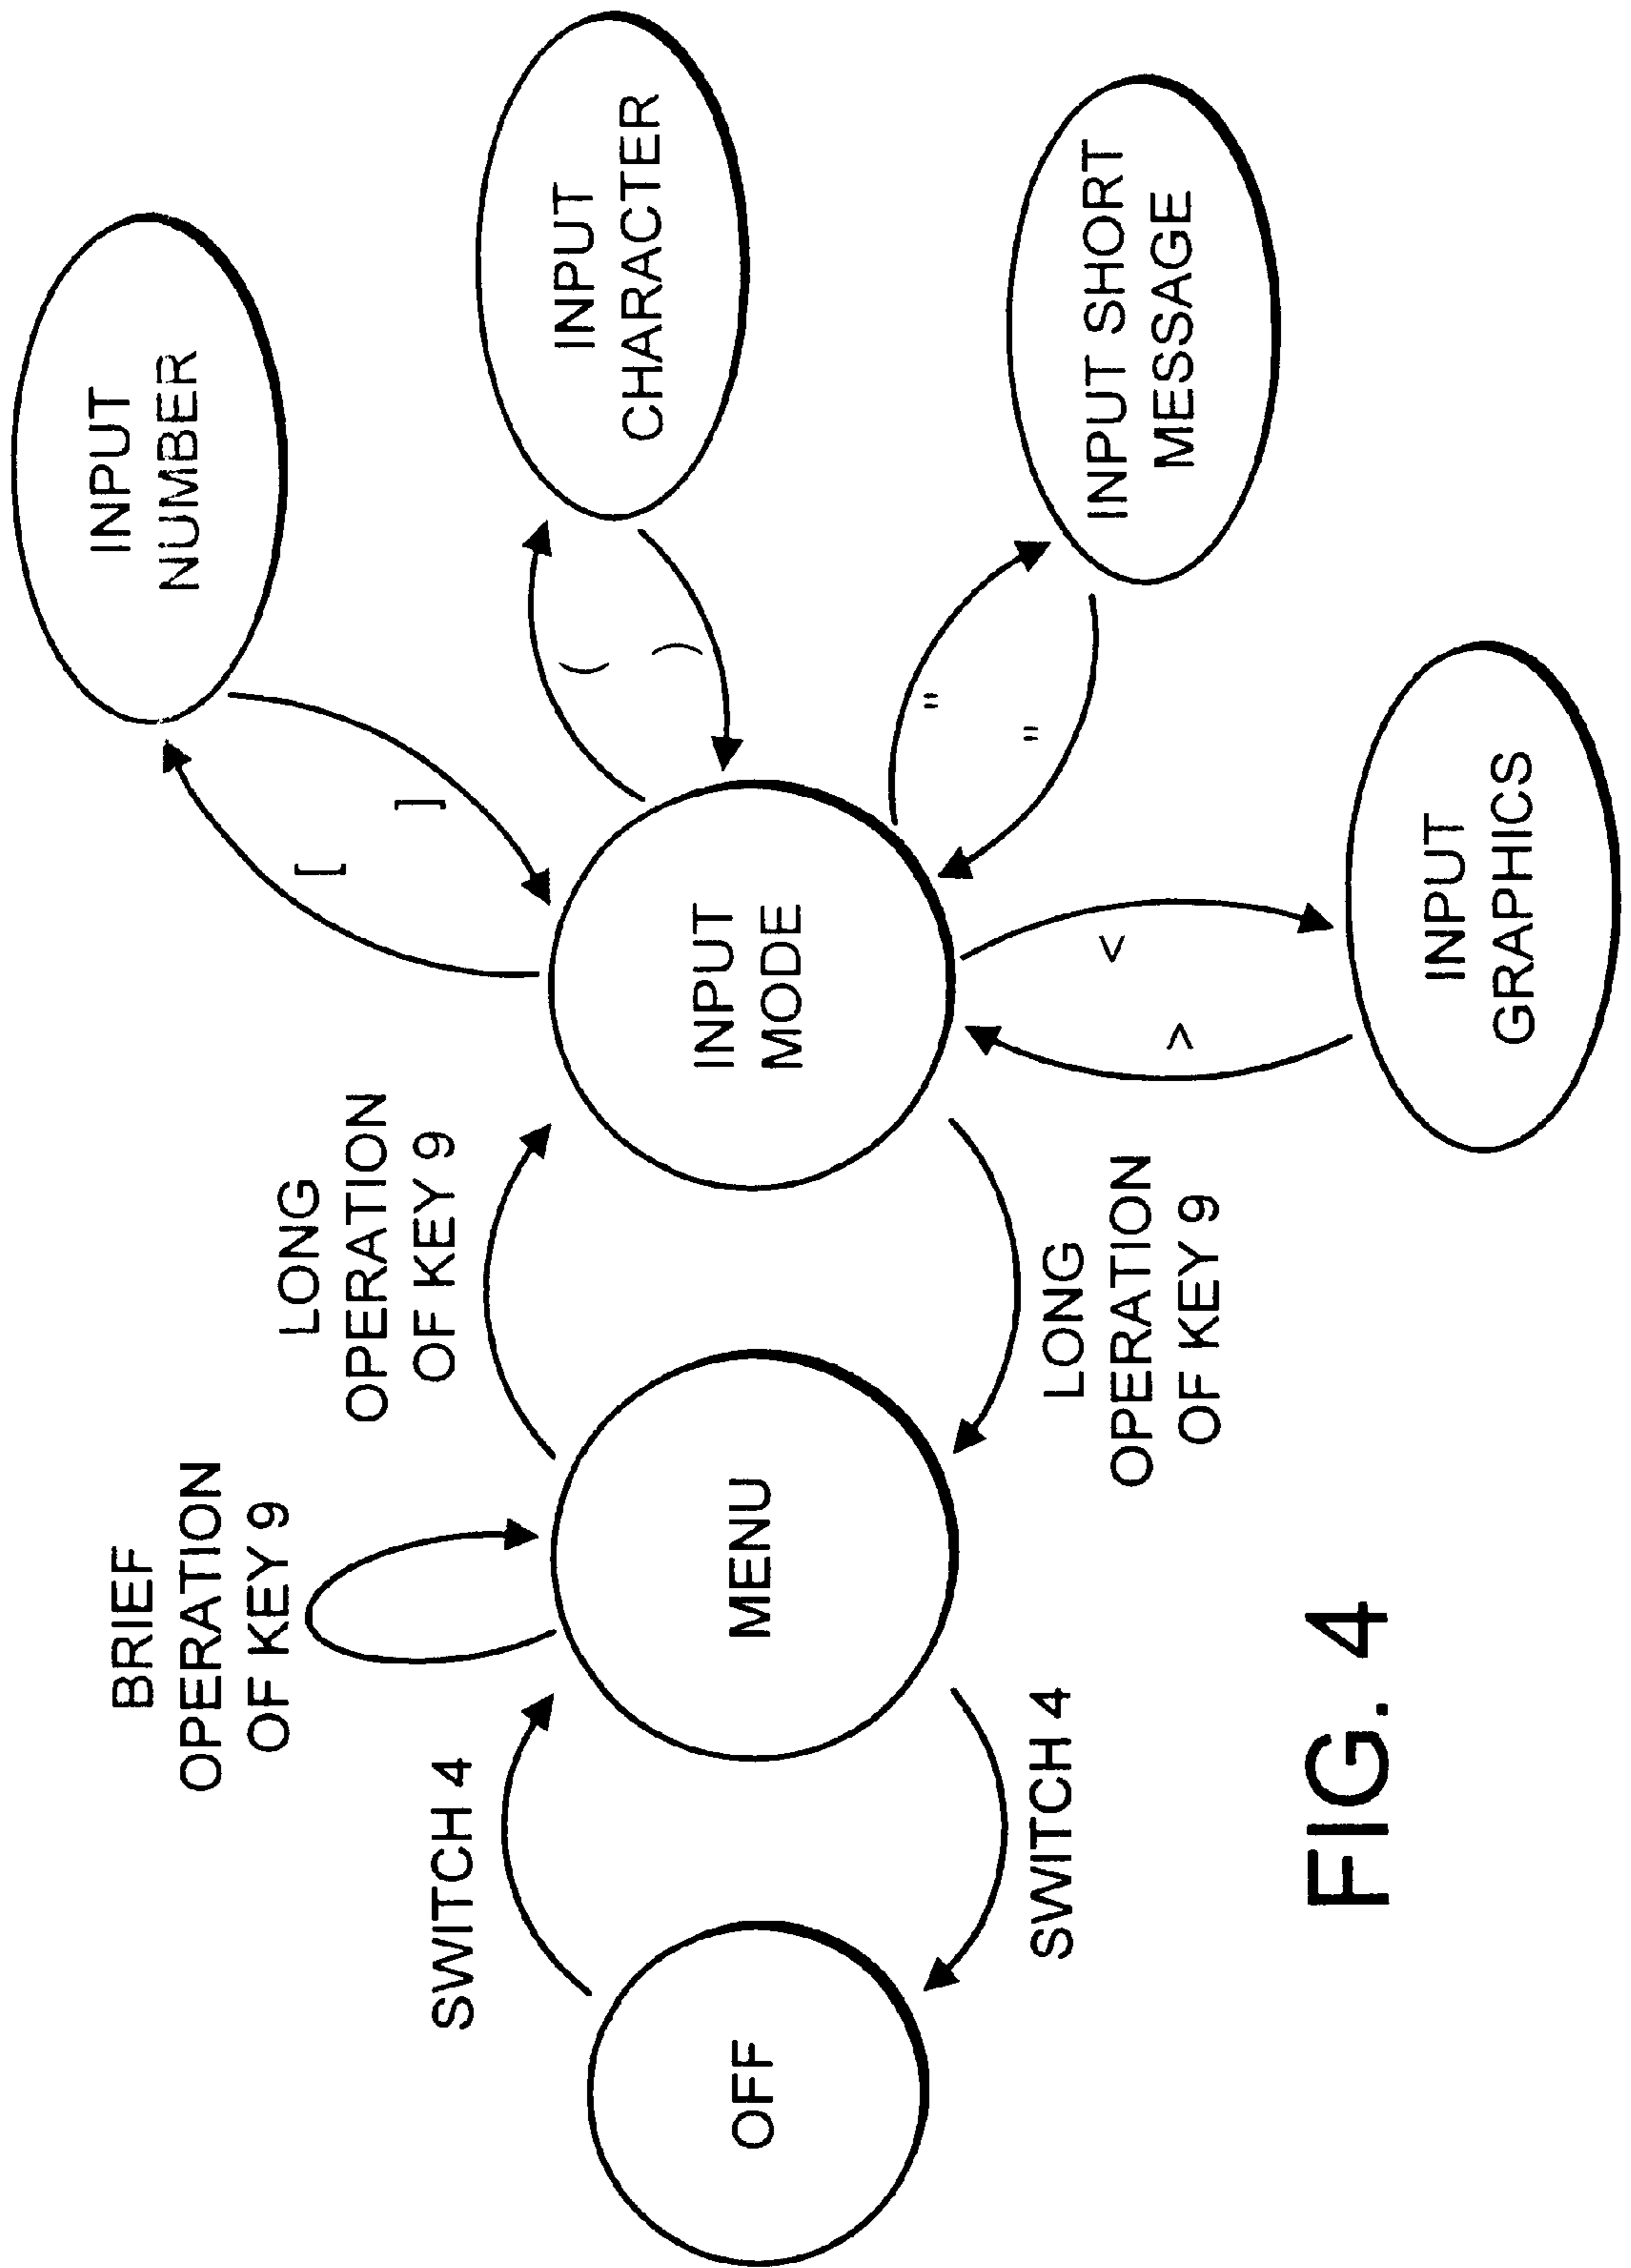 INPUT
NUMBER
BRIEF
OPERATION
OF KEY 9
LONG
OPERATION
OF KEY 9
[
]
SWITCH 4
INPUT
CHARACTER
(
)
OFF
MENU
INPUT
MODE
"
"
INPUT SHORT
MESSAGE
SWITCH 4
LONG
OPERATION
OF KEY 9
<
>
INPUT
GRAPHICS
FIG. 4